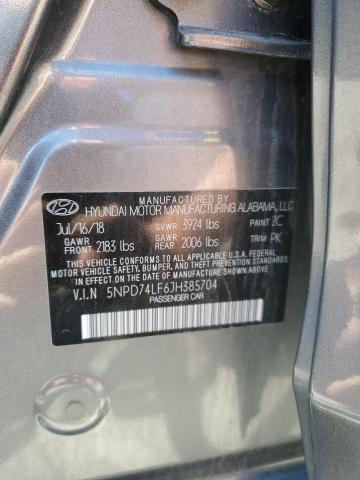 MANUFACTURED BY
HYUNDAI MOTOR MANUFACTURING ALABAMA, LLC
Jul/16/18 GVWR 3924 lbs PAINT 2C
GAWR FRONT 2183 lbs GAWR REAR 2006 lbs TRIM PK
THIS VEHICLE CONFORMS TO ALL APPLICABLE U.S.A. FEDERAL
MOTOR VEHICLE SAFETY, BUMPER, AND THEFT PREVENTION
STANDARDS IN EFFECT ON THE DATE OF MANUFACTURE SHOWN ABOVE.
V.I.N 5NPD74LF6JH385704
PASSENGER CAR